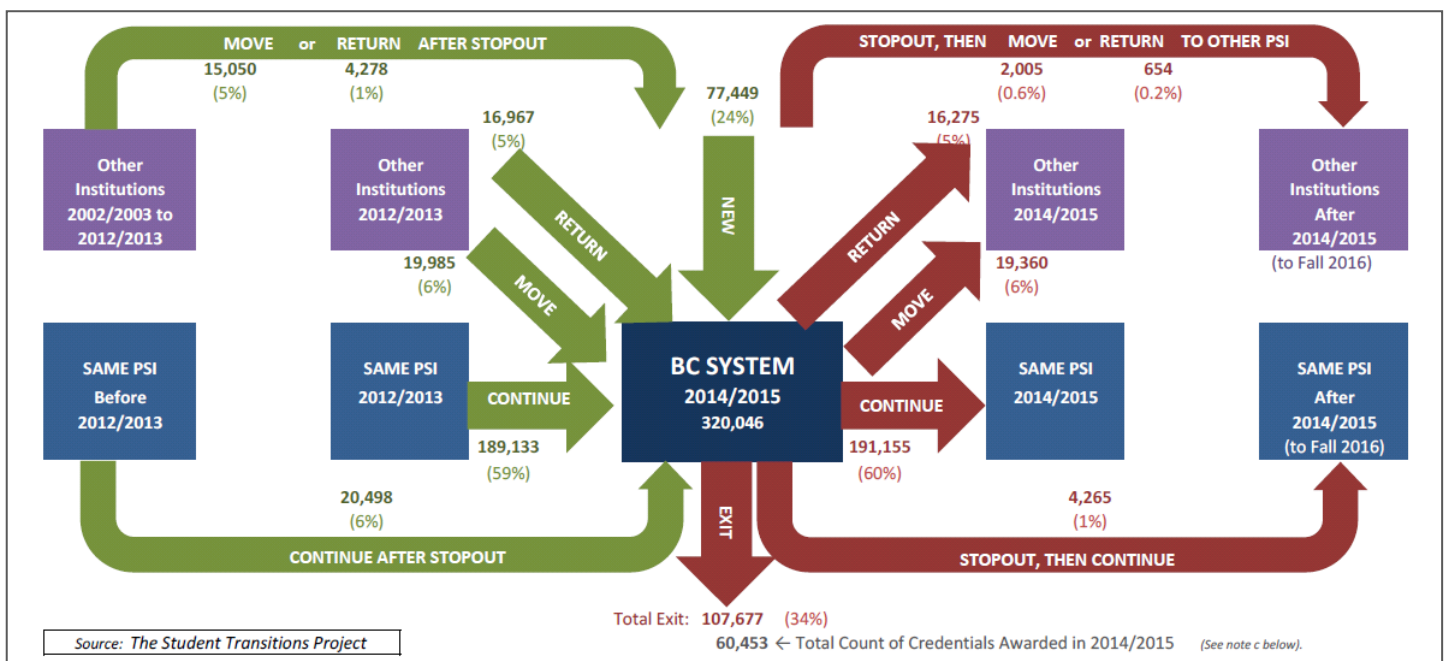 MOVE or RETURN AFTER STOPOUT
15,050 4,278
(5%) (1%)
STOPOUT, THEN MOVE or RETURN TO OTHER PSI
2,005 654
(0.6%) (0.2%)
77,449
(24%)
16,967
(5%)
16,275
(5%)
Other
Institutions
2002/2003 to
2012/2013
Other
Institutions
2012/2013
RETURN
NEW
RETURN
Other
Institutions
2014/2015
Other
Institutions
After
2014/2015
(to Fall 2016)
19,985
(6%)
MOVE
MOVE
19,360
(6%)
SAME PSI
Before
2012/2013
SAME PSI
2012/2013
CONTINUE
189,133
(59%)
BC SYSTEM
2014/2015
320,046
CONTINUE
191,155
(60%)
SAME PSI
2014/2015
SAME PSI
After
2014/2015
(to Fall 2016)
20,498
(6%)
CONTINUE AFTER STOPOUT
EXIT
4,265
(1%)
STOPOUT, THEN CONTINUE
Total Exit: 107,677 (34%)
Source: The Student Transitions Project
60,453 ← Total Count of Credentials Awarded in 2014/2015 (See note c below).